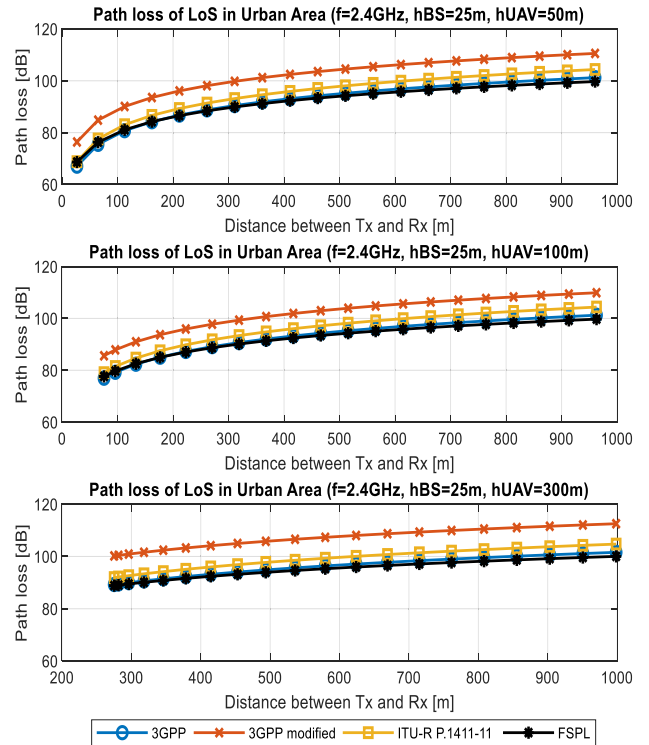 Path loss of LoS in Urban Area (f=2.4GHz, hBS=25m, hUAV=50m)
120
100
80
60
Path loss [dB]
0 100 200 300 400 500 600 700 800 900 1000
Distance between Tx and Rx [m]
Path loss of LoS in Urban Area (f=2.4GHz, hBS=25m, hUAV=100m)
120
100
80
60
Path loss [dB]
0 100 200 300 400 500 600 700 800 900 1000
Distance between Tx and Rx [m]
Path loss of LoS in Urban Area (f=2.4GHz, hBS=25m, hUAV=300m)
120
100
80
60
Path loss [dB]
200 300 400 500 600 700 800 900 1000
Distance between Tx and Rx [m]
3GPP 3GPP modified ITU-R P.1411-11 FSPL